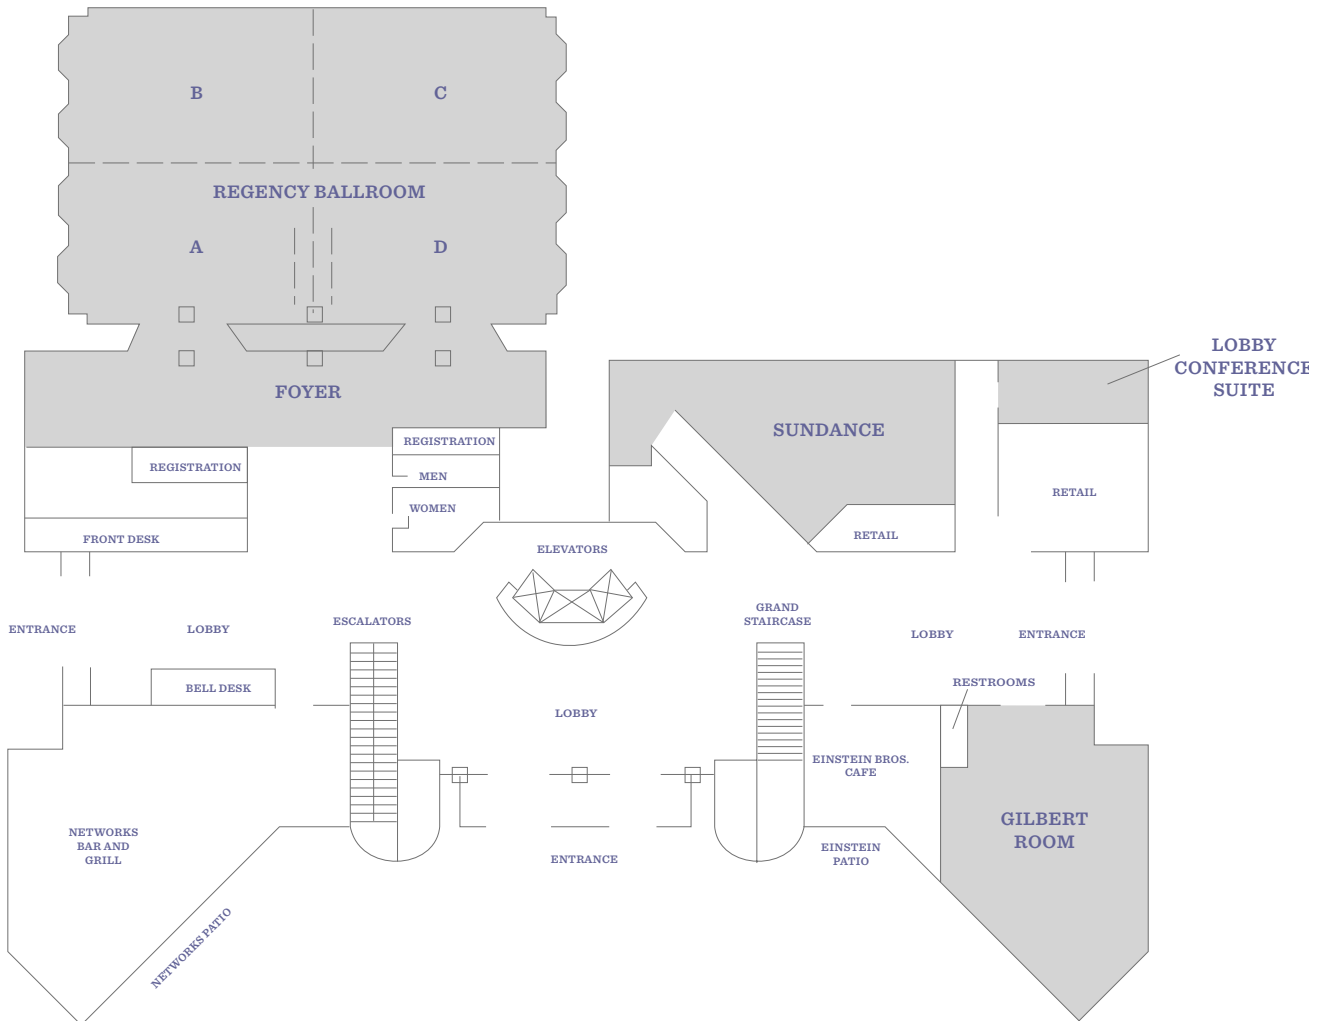 B
C
REGENCY BALLROOM
A
D
FOYER
LOBBY
CONFERENCE
SUITE
SUNDANCE
REGISTRATION
REGISTRATION
MEN
WOMEN
RETAIL
RETAIL
FRONT DESK
ELEVATORS
GRAND
STAIRCASE
ESCALATORS
ENTRANCE
LOBBY
LOBBY
ENTRANCE
BELL DESK
RESTROOMS
LOBBY
EINSTEIN BROS.
CAFE
GILBERT
ROOM
NETWORKS
BAR AND
GRILL
ENTRANCE
EINSTEIN
PATIO
NETWORKS PATIO